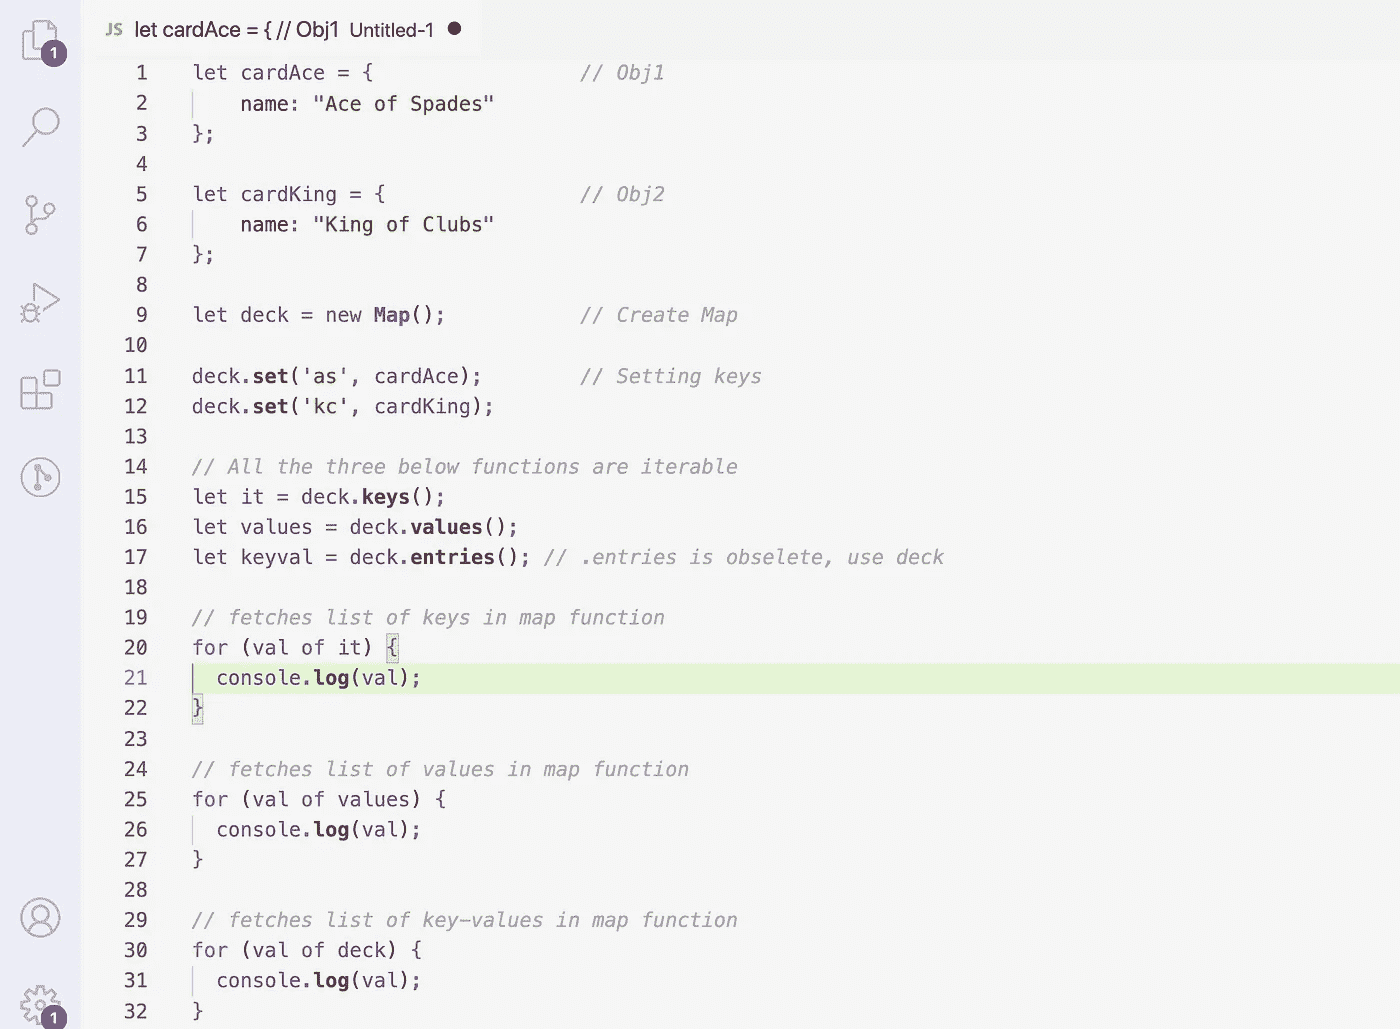 JS let cardAce = { // Obj1 Untitled-1 ●
1
1 let cardAce = { // Obj1
2 name: "Ace of Spades"
3 };
4
5 let cardKing = { // Obj2
6 name: "King of Clubs"
7 };
8
9 let deck = new Map(); // Create Map
10
11 deck.set('as', cardAce); // Setting keys
12 deck.set('kc', cardKing);
13
14 // All the three below functions are iterable
15 let it = deck.keys();
16 let values = deck.values();
17 let keyval = deck.entries(); // .entries is obselete, use deck
18
19 // fetches list of keys in map function
20 for (val of it) {
21 console.log(val);
22 }
23
24 // fetches list of values in map function
25 for (val of values) {
26 console.log(val);
27 }
28
29 // fetches list of key-values in map function
30 for (val of deck) {
31 console.log(val);
32 }
1